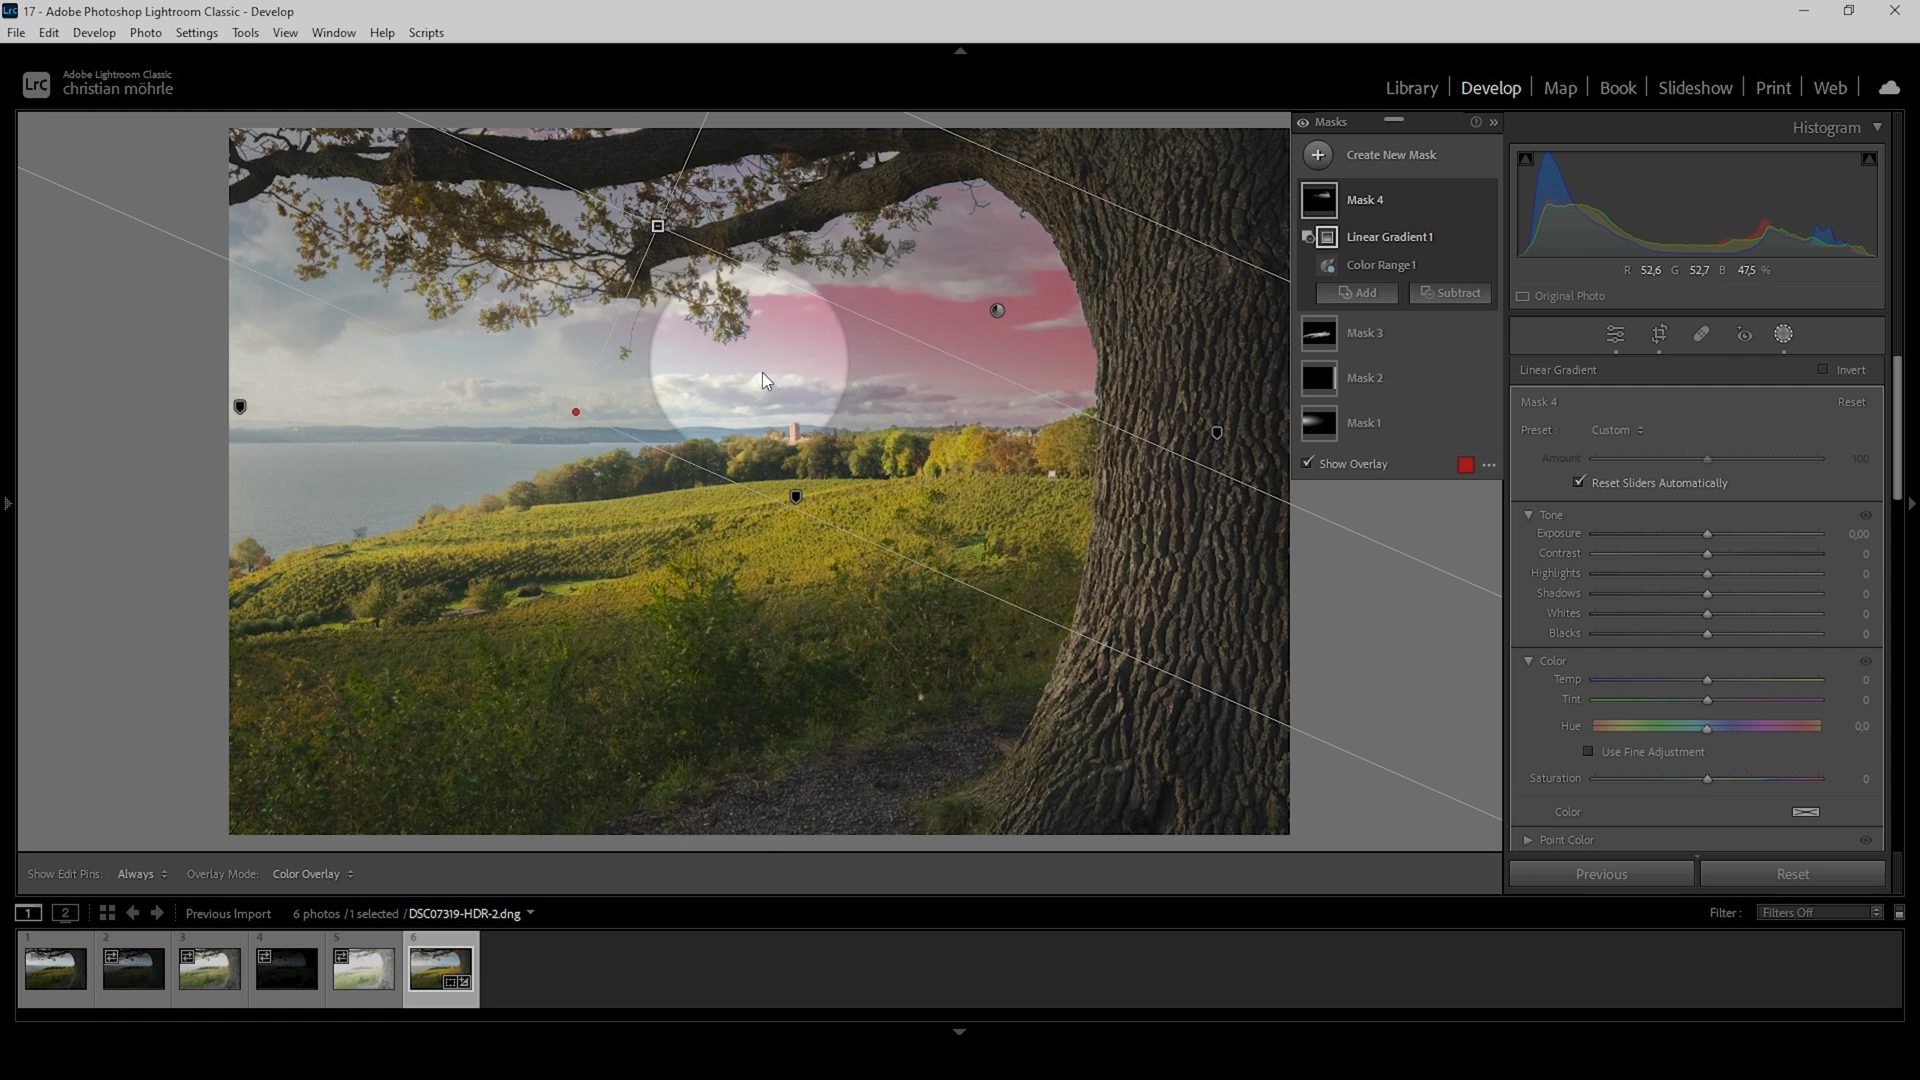 17 - Adobe Photoshop Lightroom Classic - Develop
File Edit Develop Photo Settings Tools View Window Help Scripts
LrC Adobe Lightroom Classic
christian möhrle
Library Develop Map Book Slideshow Print Web
Masks
Create New Mask
Mask 4
Linear Gradient 1
Color Range 1
Add Subtract
Mask 3
Mask 2
Mask 1
Show Overlay
Histogram
R 52,6 G 52,7 B 47,5 %
Original Photo
Linear Gradient Invert
Mask 4 Reset
Preset : Custom
Amount 100
Reset Sliders Automatically
Tone
Exposure 0,00
Contrast 0
Highlights 0
Shadows 0
Whites 0
Blacks 0
Color
Temp 0
Tint 0
Hue 0,0
Use Fine Adjustment
Saturation 0
Color
Point Color
Previous Reset
Show Edit Pins: Always Overlay Mode: Color Overlay
1 2 Previous Import 6 photos / 1 selected / DSC07319-HDR-2.dng Filter : Filters Off
1 2 3 4 5 6